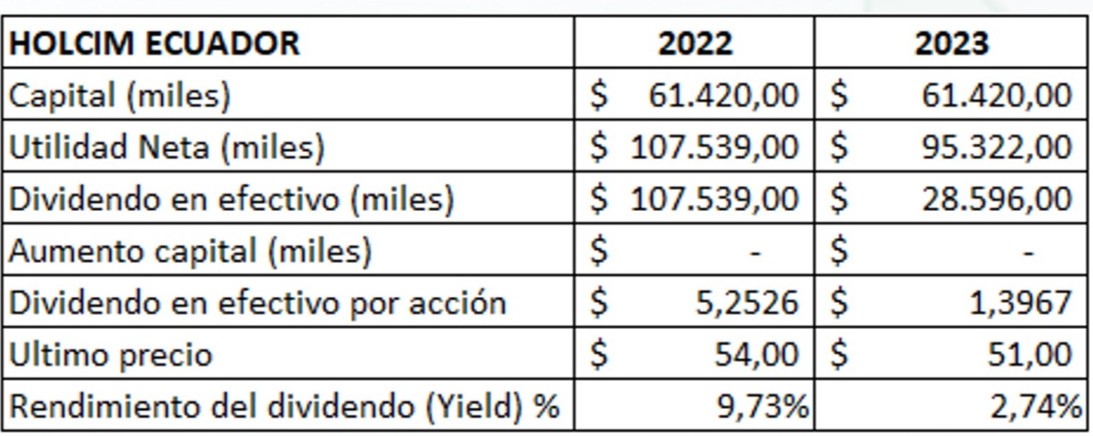 HOLCIM ECUADOR 2022 2023
Capital (miles) $ 61.420,00 $ 61.420,00
Utilidad Neta (miles) $ 107.539,00 $ 95.322,00
Dividendo en efectivo (miles) $ 107.539,00 $ 28.596,00
Aumento capital (miles) $ - $ -
Dividendo en efectivo por acción $ 5,2526 $ 1,3967
Ultimo precio $ 54,00 $ 51,00
Rendimiento del dividendo (Yield) % 9,73% 2,74%